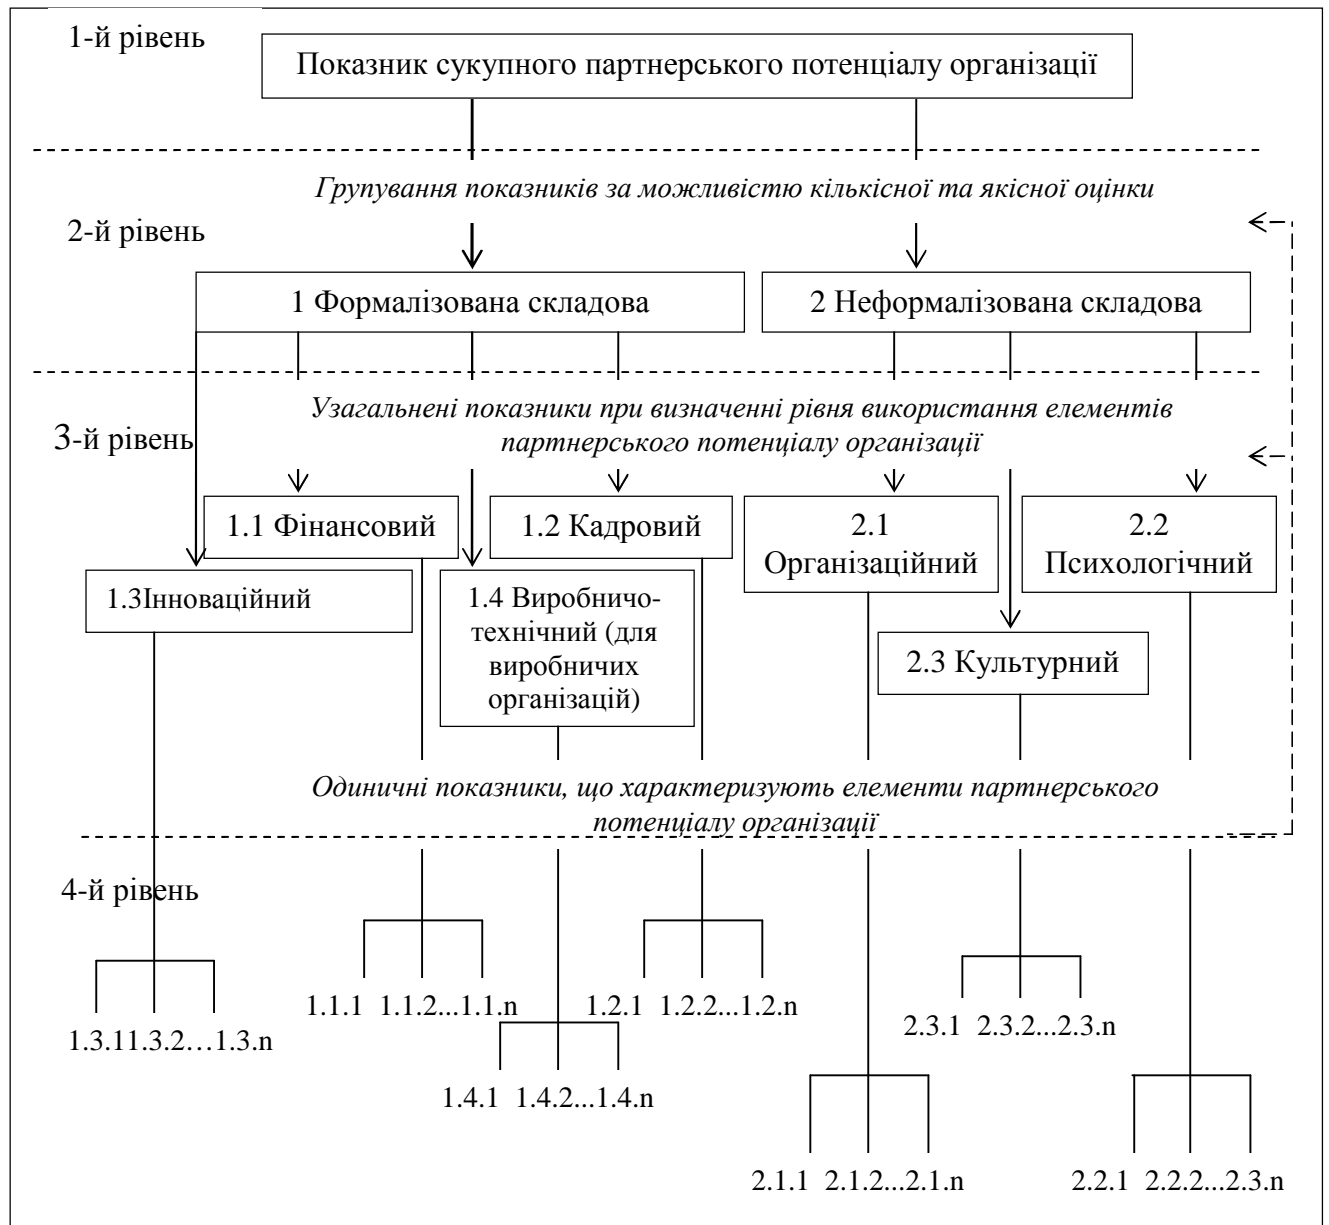 1-й рівень
Показник сукупного партнерського потенціалу організації
Групування показників за можливістю кількісної та якісної оцінки
2-й рівень
1 Формалізована складова
2 Неформалізована складова
Узагальнені показники при визначенні рівня використання елементів
партнерського потенціалу організації
3-й рівень
1.1 Фінансовий
1.2 Кадровий
2.1
Організаційний
2.2
Психологічний
1.3Інноваційний
1.4 Виробничо-
технічний (для
виробничих
організацій)
2.3 Культурний
Одиничні показники, що характеризують елементи партнерського
потенціалу організації
4-й рівень
1.1.1 1.1.2...1.1.n
1.2.1 1.2.2...1.2.n
2.3.1 2.3.2...2.3.n
1.3.11.3.2…1.3.n
1.4.1 1.4.2...1.4.n
2.1.1 2.1.2...2.1.n
2.2.1 2.2.2...2.3.n